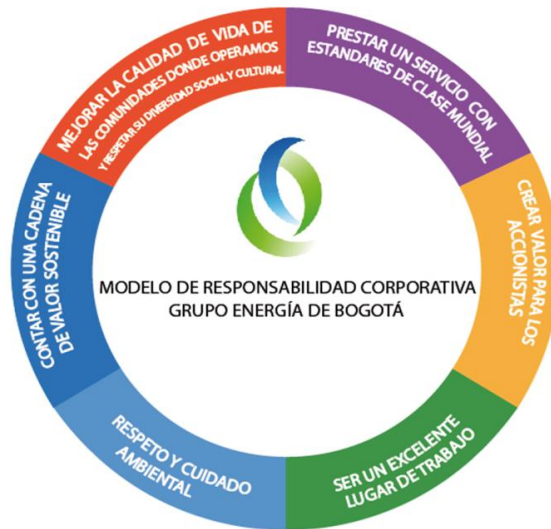 MEJORAR LA CALIDAD DE VIDA DE
LAS COMUNIDADES DONDE OPERAMOS
Y RESPETAR SU DIVERSIDAD SOCIAL Y CULTURAL
PRESTAR UN SERVICIO CON
ESTANDARES DE CLASE MUNDIAL
CREAR VALOR PARA LOS
ACCIONISTAS
SER UN EXCELENTE
LUGAR DE TRABAJO
RESPETO Y CUIDADO
AMBIENTAL
CONTAR CON UNA CADENA
DE VALOR SOSTENIBLE
MODELO DE RESPONSABILIDAD CORPORATIVA
GRUPO ENERGÍA DE BOGOTÁ